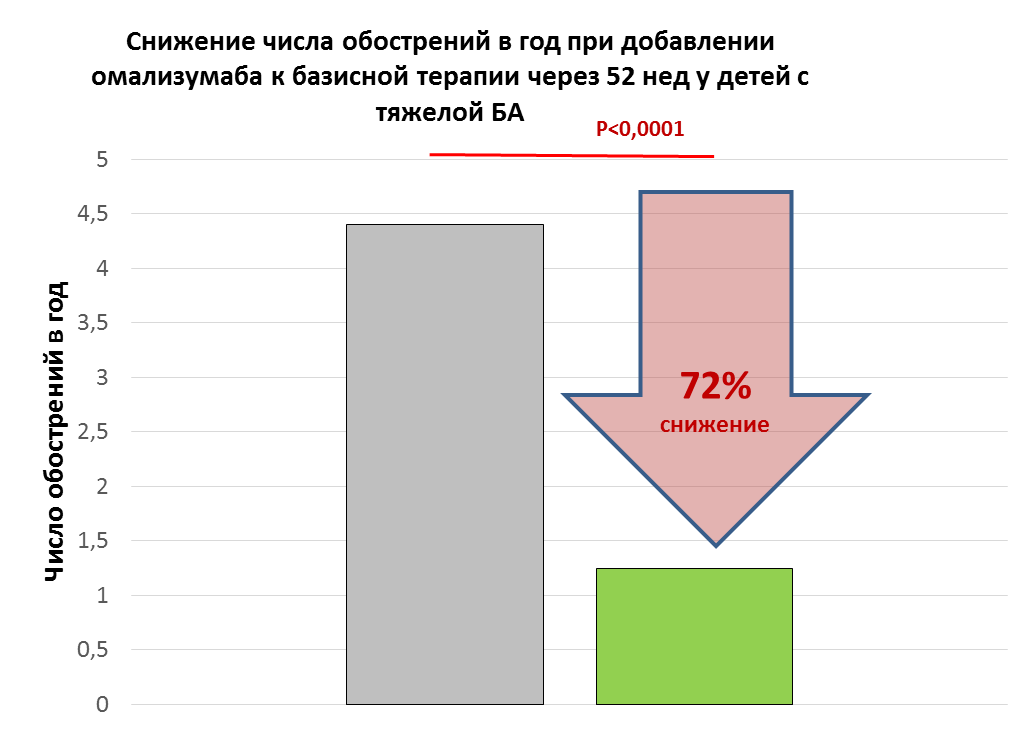 Снижение числа обострений в год при добавлении
омализумаба к базисной терапии через 52 нед у детей с
тяжелой БА
P<0,0001
Число обострений в год
5
4,5
4
3,5
3
2,5
2
1,5
1
0,5
0
72%
снижение